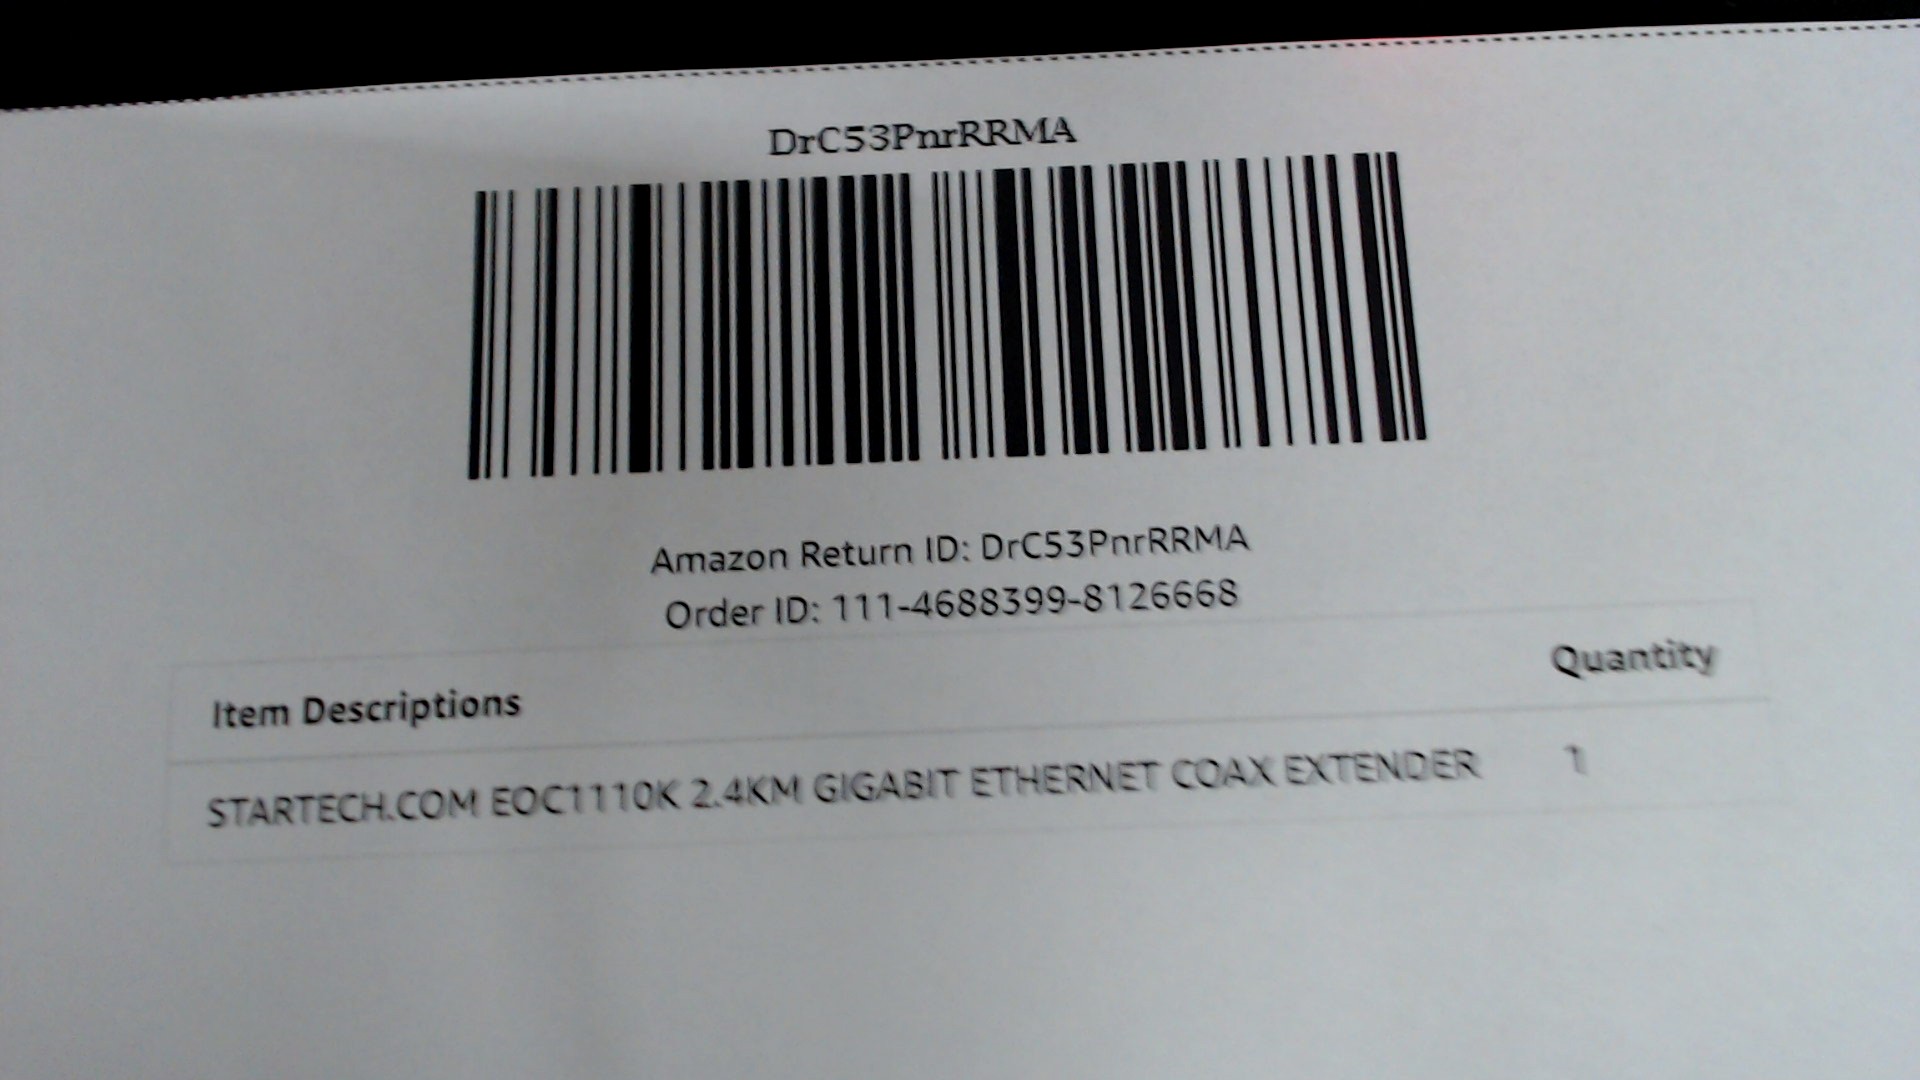 DrC53PnrRRMA
Amazon Return ID: DrC53PnrRRMA
Order ID: 111-4688399-8126668
Item Descriptions Quantity
STARTECH.COM EOC1110K 2.4KM GIGABIT ETHERNET COAX EXTENDER 1